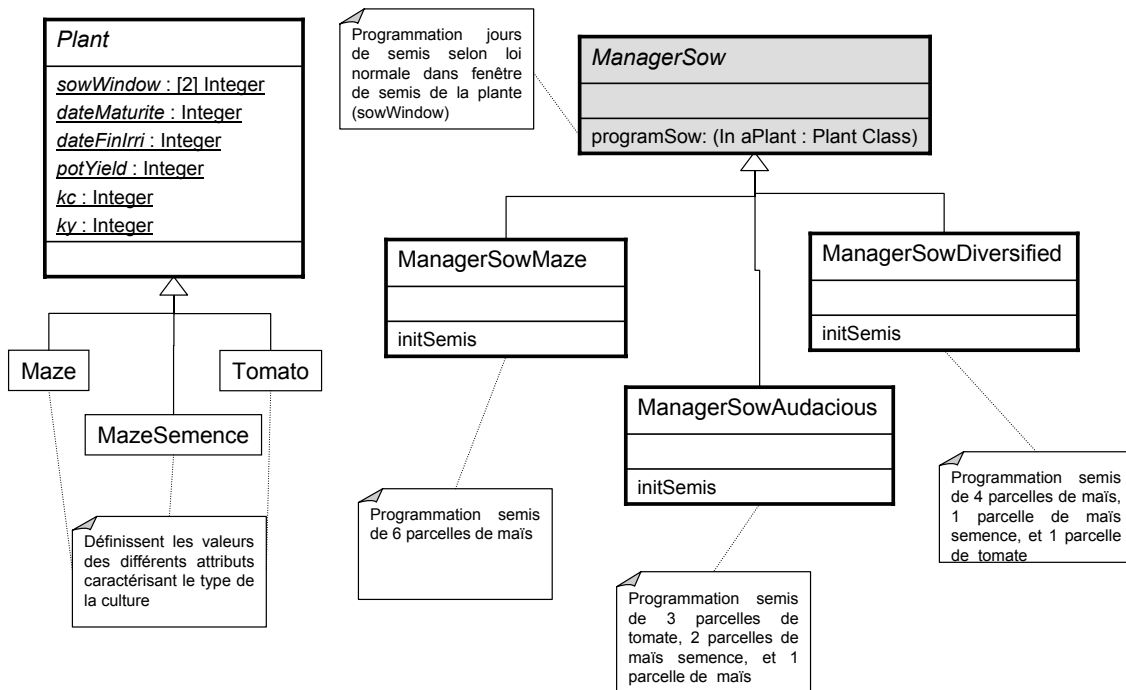 Plant
sowWindow : [2] Integer
dateMaturite : Integer
dateFinIrri : Integer
potYield : Integer
kc : Integer
ky : Integer
Maze
Tomato
MazeSemence
Définissent les valeurs
des différents attributs
caractérisant le type de
la culture
Programmation jours
de semis selon loi
normale dans fenêtre
de semis de la plante
(sowWindow)
ManagerSow
programSow: (In aPlant : Plant Class)
ManagerSowMaze
initSemis
ManagerSowDiversified
initSemis
ManagerSowAudacious
initSemis
Programmation semis
de 6 parcelles de maïs
Programmation semis
de 3 parcelles de
tomate, 2 parcelles de
maïs semence, et 1
parcelle de maïs
Programmation semis
de 4 parcelles de maïs,
1 parcelle de maïs
semence, et 1 parcelle
de tomate